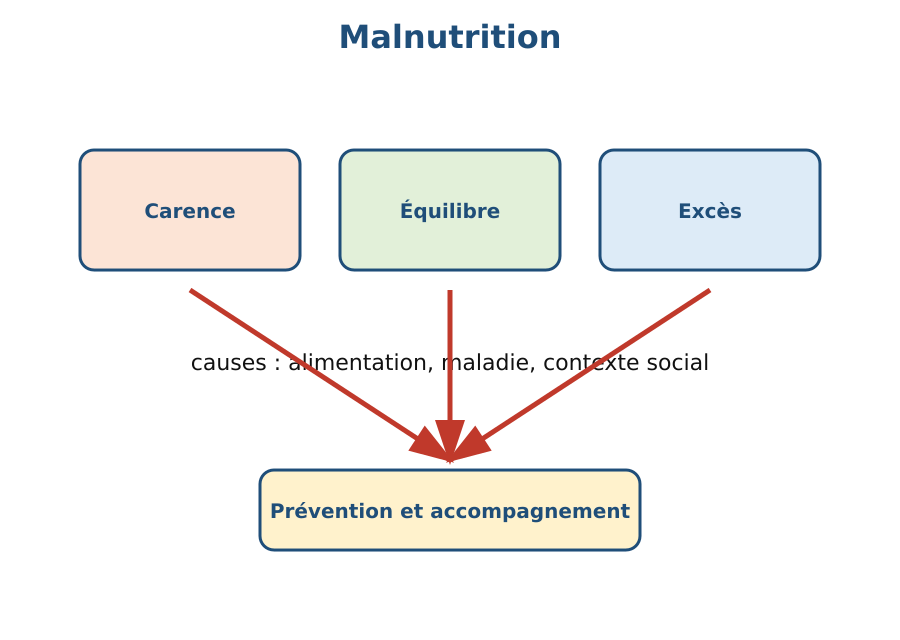 Malnutrition
Carence
Équilibre
Excès
causes : alimentation, maladie, contexte social
Prévention et accompagnement